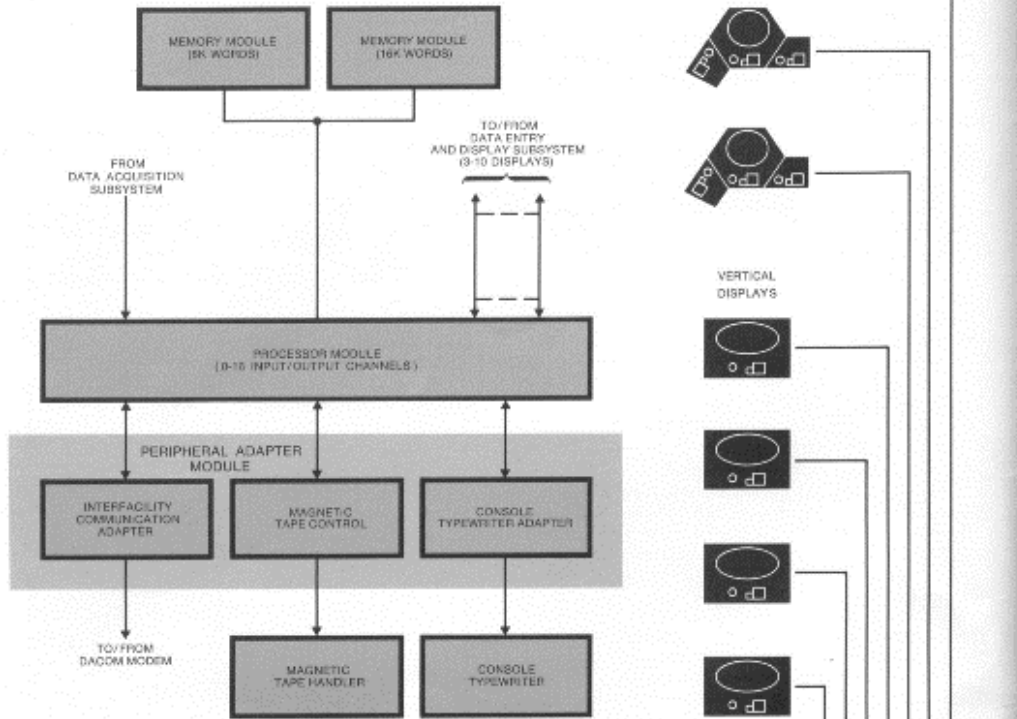 MEMORY MODULE
(8K WORDS)
MEMORY MODULE
(16K WORDS)
TO/FROM
DATA ENTRY
AND DISPLAY SUBSYSTEM
(3-10 DISPLAYS)
FROM
DATA ACQUISITION
SUBSYSTEM
VERTICAL
DISPLAYS
PROCESSOR MODULE
(8-16 INPUT/OUTPUT CHANNELS)
PERIPHERAL ADAPTER
MODULE
INTERFACILITY
COMMUNICATION
ADAPTER
MAGNETIC
TAPE CONTROL
CONSOLE
TYPEWRITER ADAPTER
TO/FROM
DACOM MODEM
MAGNETIC
TAPE HANDLER
CONSOLE
TYPEWRITER